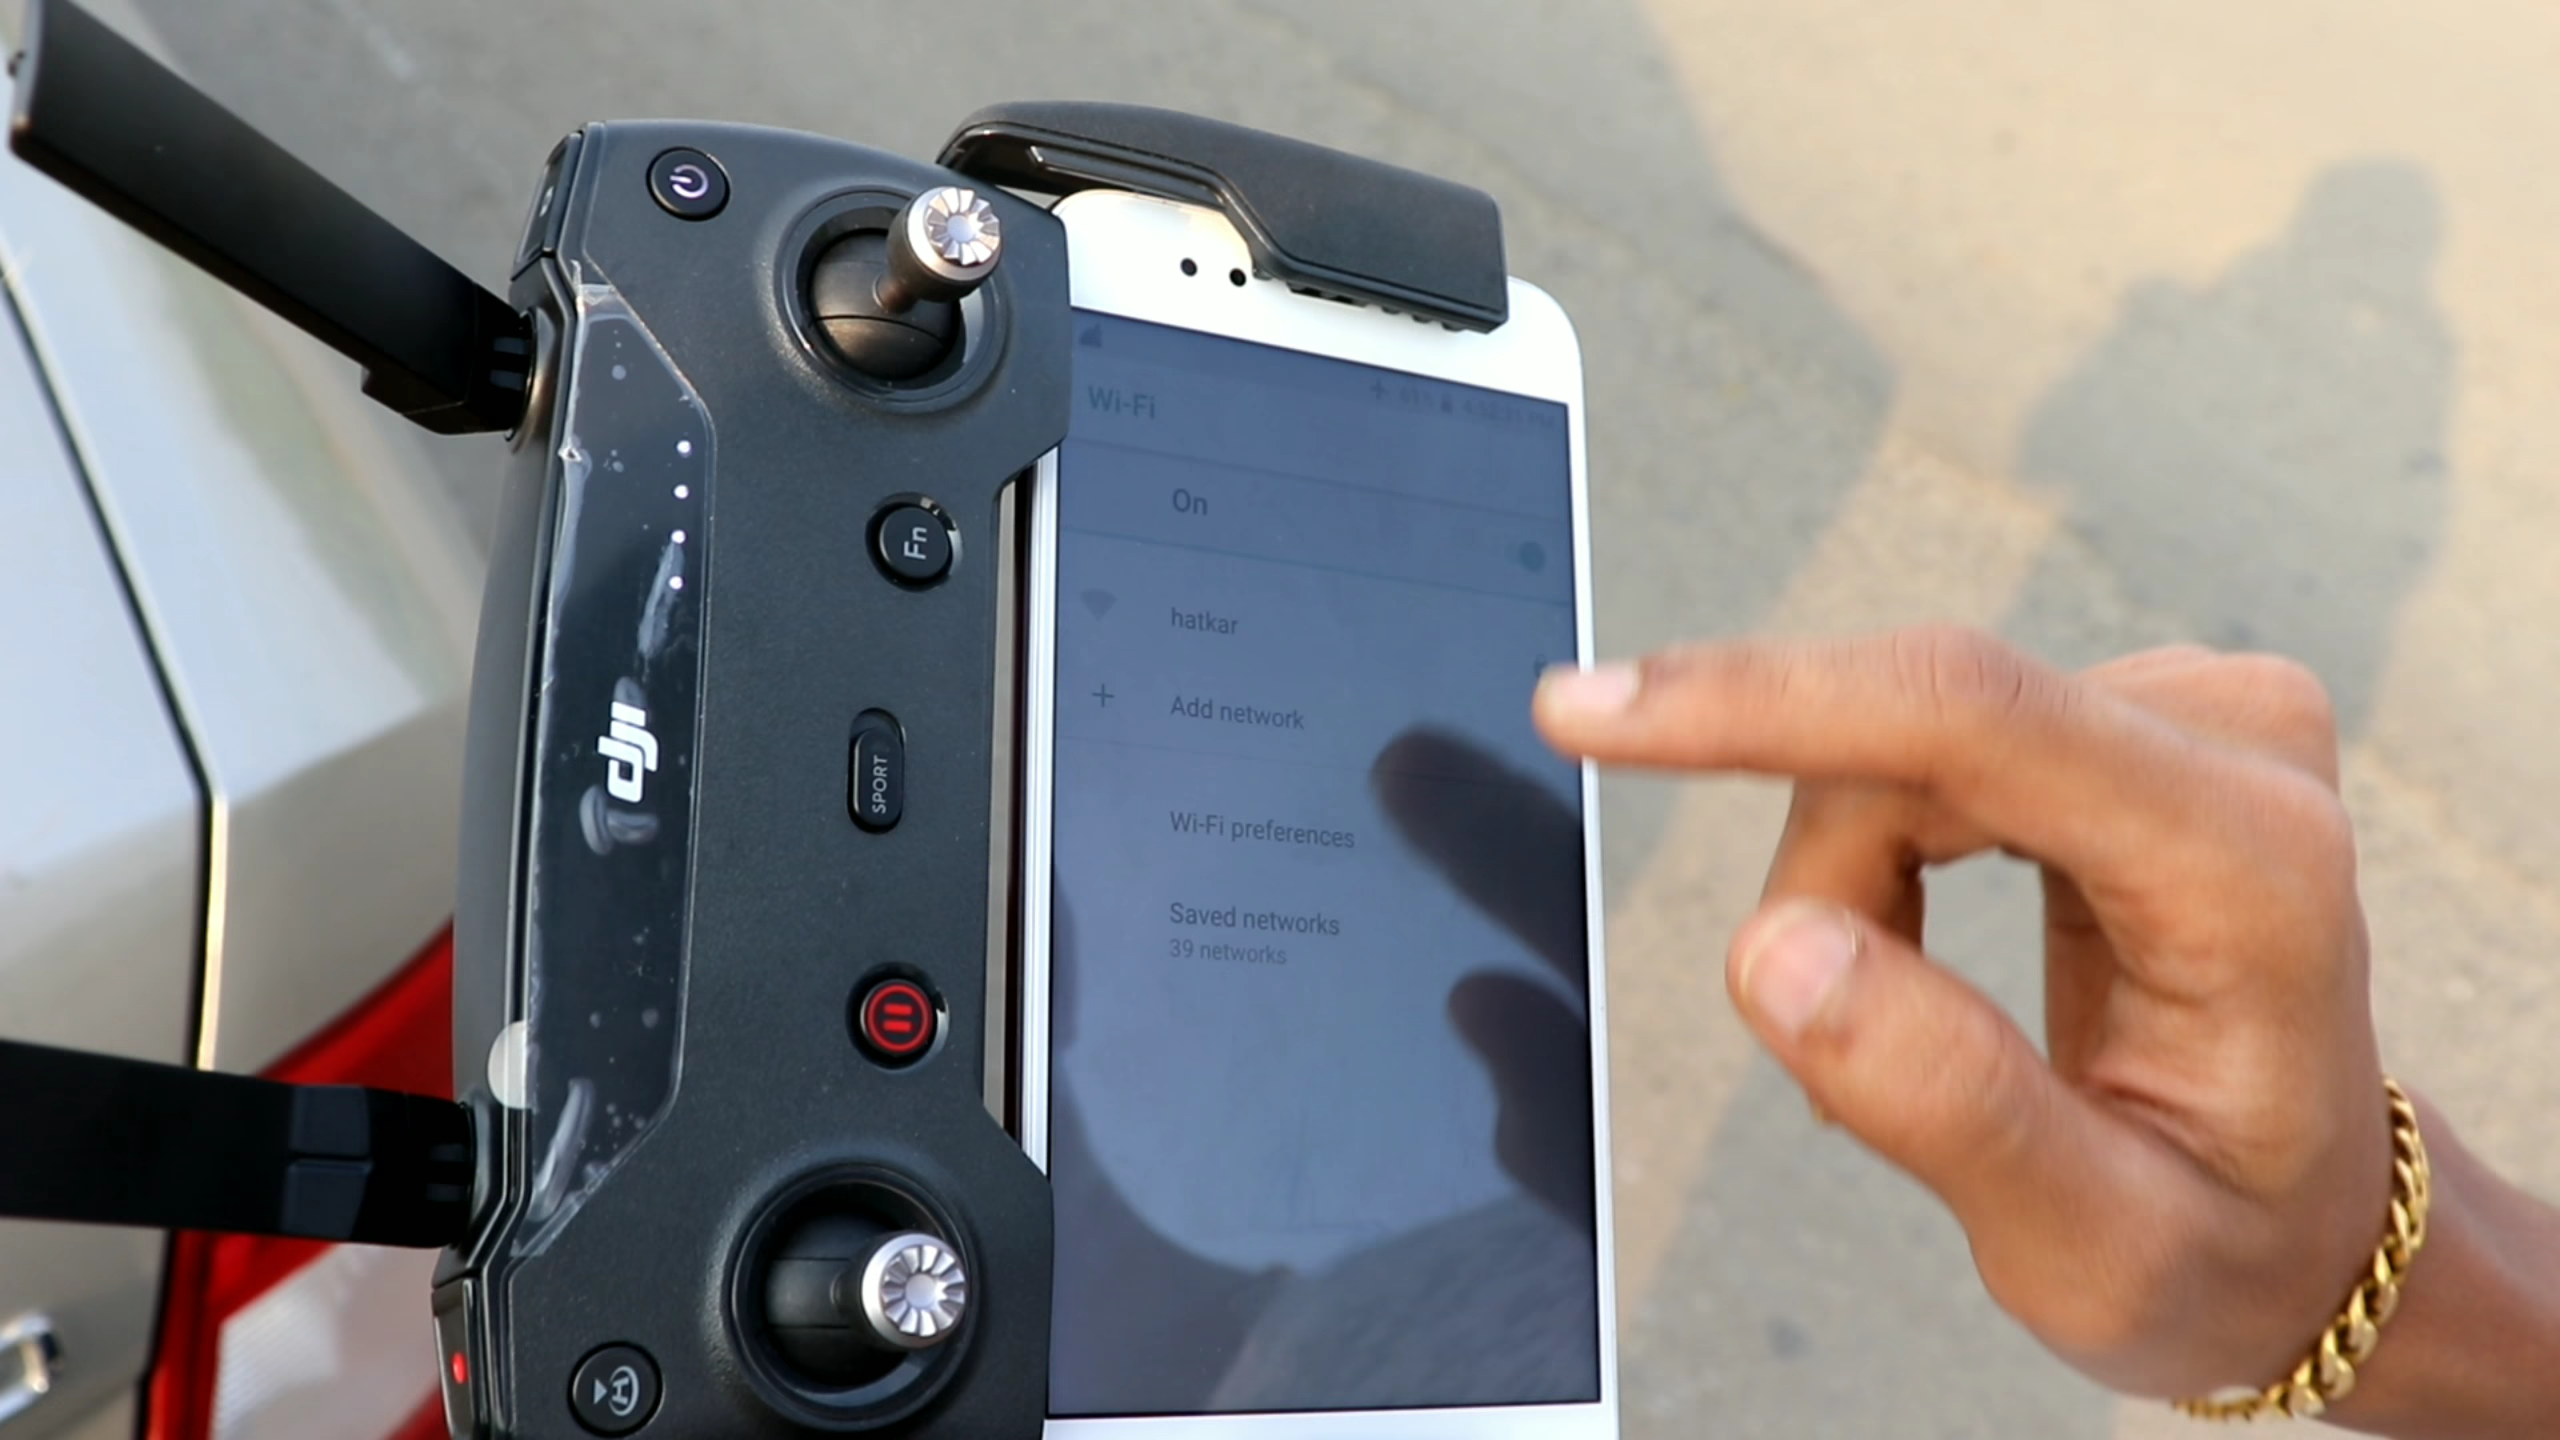 Wi-Fi
On
hatkar
Add network
Wi-Fi preferences
Saved networks
39 networks
Fn
dji
SPORT
H